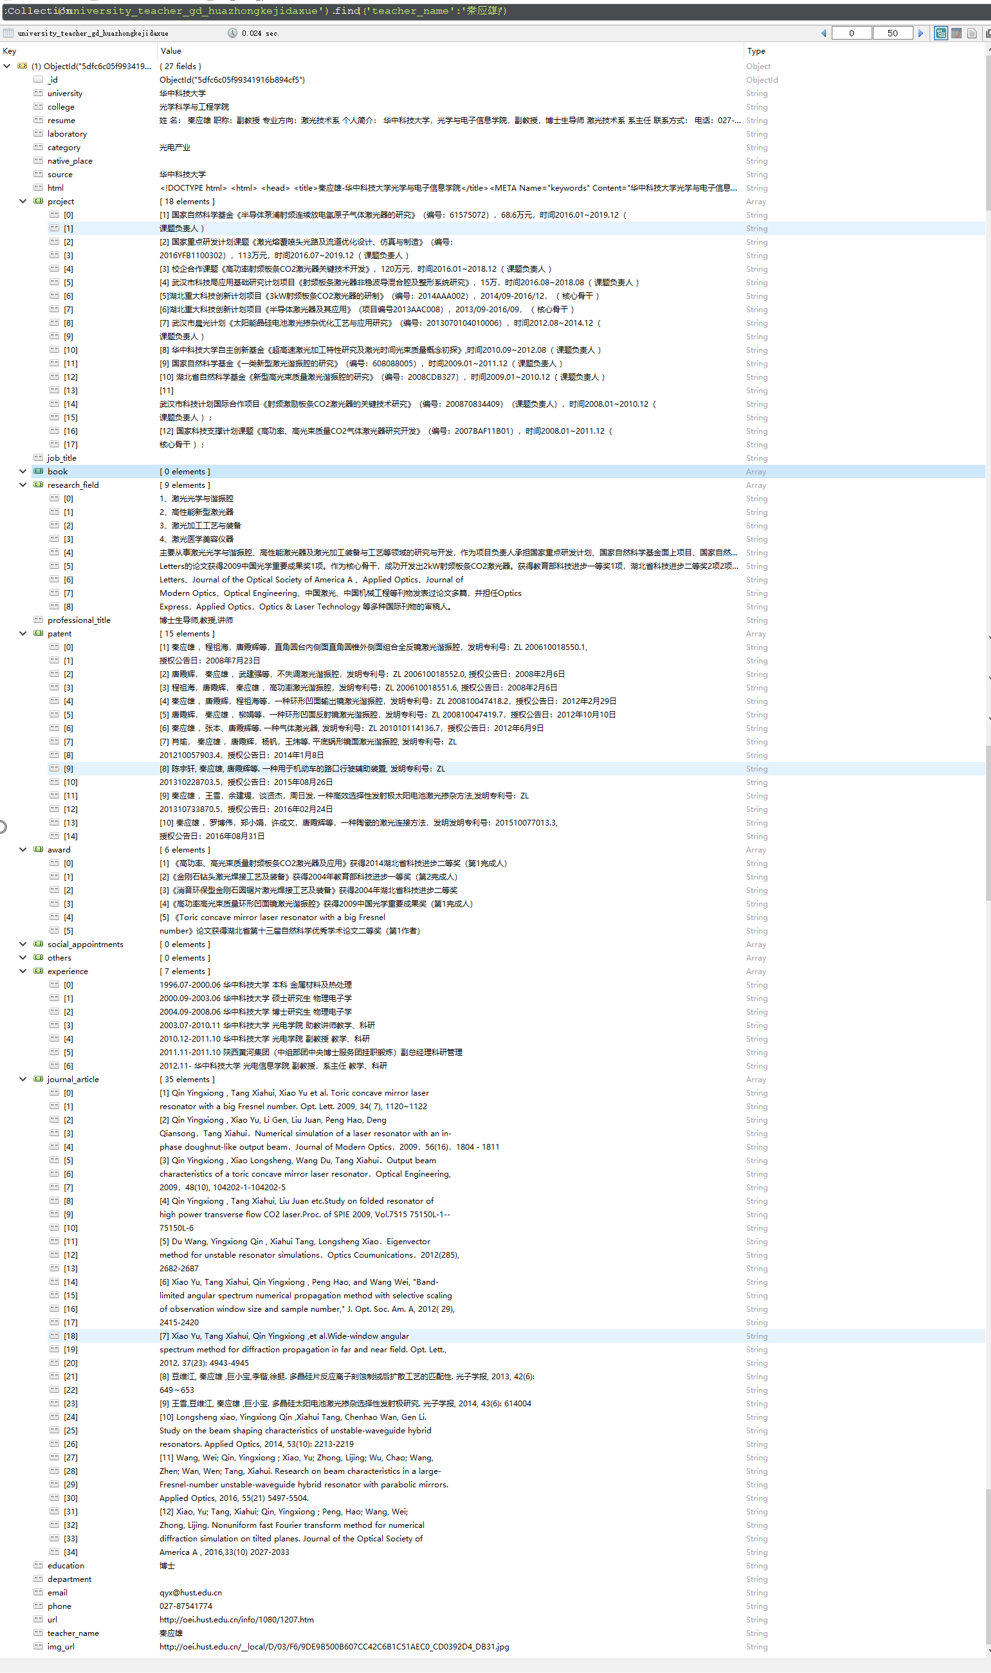 :Collection('university_teacher_gd_huazhongkejidaxue').find({'teacher_name':'秦应雄'})
university_teacher_gd_huazhongkejidaxue 0.024 sec. 0 50
Key Value Type
(1) ObjectId("5dfc6c05f993419... { 27 fields } Object
_id ObjectId("5dfc6c05f99341916b894cf5") ObjectId
university 华中科技大学 String
college 光学科学与工程学院 String
resume 姓 名： 秦应雄 职称：副教授 专业方向：激光技术系 个人简介： 华中科技大学，光学与电子信息学院，副教授，博士生导师 激光技术系 系主任 联系方式： 电话：027-... String
laboratory String
category 光电产业 String
native_place String
source 华中科技大学 String
html <!DOCTYPE html> <html> <head> <title>秦应雄-华中科技大学光学与电子信息学院</title><META Name="keywords" Content="华中科技大学光学与电子信息... String
project [ 18 elements ] Array
[0] [1] 国家自然科学基金《半导体泵浦射频连续放电氩原子气体激光器的研究》（编号：61575072），68.6万元，时间2016.01~2019.12（ String
[1] 课题负责人） String
[2] [2] 国家重点研发计划课题《激光熔覆喷头光路及流道优化设计、仿真与制造》（编号： String
[3] 2016YFB1100302），113万元，时间2016.07~2019.12（ 课题负责人 ） String
[4] [3] 校企合作课题《高功率射频板条CO2激光器关键技术开发》，120万元，时间2016.01~2018.12（ 课题负责人 ） String
[5] [4] 武汉市科技局应用基础研究计划项目《射频板条激光器非稳波导混合腔及整形系统研究》，15万，时间2016.08~2018.08（ 课题负责人 ） String
[6] [5]湖北重大科技创新计划项目《3kW射频板条CO2激光器的研制》（编号：2014AAA002），2014/09-2016/12， （ 核心骨干 ） String
[7] [6]湖北重大科技创新计划项目《半导体激光器及其应用》（项目编号2013AAC008），2013/09-2016/09， （ 核心骨干 ） String
[8] [7] 武汉市晨光计划《太阳能晶硅电池激光掺杂优化工艺与应用研究》（编号：2013070104010006），时间2012.08~2014.12（ String
[9] 课题负责人 ） String
[10] [8] 华中科技大学自主创新基金《超高速激光加工特性研究及激光时间光束质量概念初探》,时间2010.09~2012.08（ 课题负责人 ） String
[11] [9] 国家自然科学基金《一类新型激光谐振腔的研究》（编号：608088005），时间2009.01~2011.12（ 课题负责人 ） String
[12] [10] 湖北省自然科学基金《新型高光束质量激光谐振腔的研究》（编号：2008CDB327），时间2009.01~2010.12（ 课题负责人 ） String
[13] [11] String
[14] 武汉市科技计划国际合作项目《射频激励板条CO2激光器的关键技术研究》（编号：200870834409）（课题负责人），时间2008.01~2010.12（ String
[15] 课题负责人 ）； String
[16] [12] 国家科技支撑计划课题《高功率、高光束质量CO2气体激光器研究开发》（编号：2007BAF11B01），时间2008.01~2011.12（ String
[17] 核心骨干 ）； String
job_title String
book [ 0 elements ] Array
research_field [ 9 elements ] Array
[0] 1、激光光学与谐振腔 String
[1] 2、高性能新型激光器 String
[2] 3、激光加工工艺与装备 String
[3] 4、激光医学美容仪器 String
[4] 主要从事激光光学与谐振腔、高性能激光器及激光加工装备与工艺等领域的研究与开发，作为项目负责人承担国家重点研发计划、国家自然科学基金面上项目、国家自然... String
[5] Letters的论文获得2009中国光学重要成果奖1项。作为核心骨干，成功开发出2kW射频板条CO2激光器。获得教育部科技进步一等奖1项，湖北省科技进步二等奖2项2项... String
[6] Letters、Journal of the Optical Society of America A 、Applied Optics、Journal of String
[7] Modern Optics、Optical Engineering、中国激光、中国机械工程等刊物发表过论文多篇，并担任Optics String
[8] Express、Applied Optics、Optics & Laser Technology 等多种国际刊物的审稿人。 String
professional_title 博士生导师,教授,讲师 String
patent [ 15 elements ] Array
[0] [1] 秦应雄 ，程祖海，唐霞辉等，直角圆台内侧面直角圆锥外侧面组合全反镜激光谐振腔，发明专利号：ZL 200610018550.1, String
[1] 授权公告日：2008年7月23日 String
[2] [2] 唐霞辉， 秦应雄 ，武建强等，不失调激光谐振腔，发明专利号：ZL 200610018552.0, 授权公告日：2008年2月6日 String
[3] [3] 程祖海，唐霞辉， 秦应雄 ，高功率激光谐振腔，发明专利号：ZL 200610018551.6, 授权公告日：2008年2月6日 String
[4] [4] 秦应雄 ，唐霞辉，程祖海等，一种环形凹面输出镜激光谐振腔，发明专利号：ZL 200810047418.2，授权公告日：2012年2月29日 String
[5] [5] 唐霞辉， 秦应雄 ，柳娟等，一种环形凹面反射镜激光谐振腔，发明专利号：ZL 200810047419.7，授权公告日：2012年10月10日 String
[6] [6] 秦应雄 ，张本、唐霞辉等. 一种气体激光器, 发明专利号：ZL 201010114136.7，授权公告日：2012年6月9日 String
[7] [7] 肖瑜， 秦应雄 ，唐霞辉，杨钒，王炜等. 平底锅形镜面激光谐振腔, 发明专利号：ZL String
[8] 201210057903.4，授权公告日：2014年1月8日 String
[9] [8] 陈宇轩, 秦应雄, 唐霞辉等. 一种用于机动车的路口行驶辅助装置, 发明专利号：ZL String
[10] 201310228703.5，授权公告日：2015年08月26日 String
[11] [9] 秦应雄 ，王雪，余建堤，谈贤杰，周日发, 一种高效选择性发射极太阳电池激光掺杂方法,发明专利号：ZL String
[12] 201310733870.5，授权公告日：2016年02月24日 String
[13] [10] 秦应雄 ，罗博伟，郑小娟，许成文，唐霞辉等，一种陶瓷的激光连接方法，发明发明专利号：201510077013.3, String
[14] 授权公告日：2016年08月31日 String
award [ 6 elements ] Array
[0] [1] 《高功率、高光束质量射频板条CO2激光器及应用》获得2014湖北省科技进步二等奖（第1完成人） String
[1] [2]《金刚石钻头激光焊接工艺及装备》获得2004年教育部科技进步一等奖（第2完成人） String
[2] [3]《消音环保型金刚石圆锯片激光焊接工艺及装备》获得2004年湖北省科技进步二等奖 String
[3] [4]《高功率高光束质量环形凹面镜激光谐振腔》获得2009中国光学重要成果奖（第1完成人） String
[4] [5] 《Toric concave mirror laser resonator with a big Fresnel String
[5] number》论文获得湖北省第十三届自然科学优秀学术论文二等奖（第1作者） String
social_appointments [ 0 elements ] Array
others [ 0 elements ] Array
experience [ 7 elements ] Array
[0] 1996.07-2000.06 华中科技大学 本科 金属材料及热处理 String
[1] 2000.09-2003.06 华中科技大学 硕士研究生 物理电子学 String
[2] 2004.09-2008.06 华中科技大学 博士研究生 物理电子学 String
[3] 2003.07-2010.11 华中科技大学 光电学院 助教讲师教学、科研 String
[4] 2010.12-2011.10 华中科技大学 光电学院 副教授 教学、科研 String
[5] 2011.11-2011.10 陕西黄河集团（中组部团中央博士服务团挂职锻炼）副总经理科研管理 String
[6] 2012.11- 华中科技大学 光电信息学院 副教授，系主任 教学、科研 String
journal_article [ 35 elements ] Array
[0] [1] Qin Yingxiong , Tang Xiahui, Xiao Yu et al. Toric concave mirror laser String
[1] resonator with a big Fresnel number. Opt. Lett. 2009, 34( 7), 1120~1122 String
[2] [2] Qin Yingxiong , Xiao Yu, Li Gen, Liu Juan, Peng Hao, Deng String
[3] Qiansong，Tang Xiahui．Numerical simulation of a laser resonator with an in- String
[4] phase doughnut-like output beam．Journal of Modern Optics，2009，56(16)，1804 - 1811 String
[5] [3] Qin Yingxiong , Xiao Longsheng, Wang Du, Tang Xiahui．Output beam String
[6] characteristics of a toric concave mirror laser resonator．Optical Engineering, String
[7] 2009，48(10), 104202-1-104202-5 String
[8] [4] Qin Yingxiong , Tang Xiahui, Liu Juan etc.Study on folded resonator of String
[9] high power transverse flow CO2 laser.Proc. of SPIE 2009, Vol.7515 75150L-1-- String
[10] 75150L-6 String
[11] [5] Du Wang, Yingxiong Qin , Xiahui Tang, Longsheng Xiao．Eigenvector String
[12] method for unstable resonator simulations．Optics Coumunications．2012(285), String
[13] 2682-2687 String
[14] [6] Xiao Yu, Tang Xiahui, Qin Yingxiong , Peng Hao, and Wang Wei, "Band- String
[15] limited angular spectrum numerical propagation method with selective scaling String
[16] of observation window size and sample number," J. Opt. Soc. Am. A, 2012( 29), String
[17] 2415-2420 String
[18] [7] Xiao Yu, Tang Xiahui, Qin Yingxiong ,et al.Wide-window angular String
[19] spectrum method for diffraction propagation in far and near field. Opt. Lett., String
[20] 2012. 37(23): 4943-4945 String
[21] [8] 豆维江, 秦应雄 ,巨小宝,季锴,徐挺. 多晶硅片反应离子刻蚀制绒后扩散工艺的匹配性. 光子学报, 2013, 42(6): String
[22] 649 ~ 653 String
[23] [9] 王雪,豆维江, 秦应雄 ,巨小宝. 多晶硅太阳电池激光掺杂选择性发射极研究. 光子学报, 2014, 43(6): 614004 String
[24] [10] Longsheng xiao, Yingxiong Qin ,Xiahui Tang, Chenhao Wan, Gen Li. String
[25] Study on the beam shaping characteristics of unstable-waveguide hybrid String
[26] resonators. Applied Optics, 2014, 53(10): 2213-2219 String
[27] [11] Wang, Wei; Qin, Yingxiong ; Xiao, Yu; Zhong, Lijing; Wu, Chao; Wang, String
[28] Zhen; Wan, Wen; Tang, Xiahui. Research on beam characteristics in a large- String
[29] Fresnel-number unstable-waveguide hybrid resonator with parabolic mirrors. String
[30] Applied Optics, 2016, 55(21) 5497-5504. String
[31] [12] Xiao, Yu; Tang, Xiahui; Qin, Yingxiong ; Peng, Hao; Wang, Wei; String
[32] Zhong, Lijing. Nonuniform fast Fourier transform method for numerical String
[33] diffraction simulation on tilted planes. Journal of the Optical Society of String
[34] America A , 2016,33(10) 2027-2033 String
education 博士 String
department String
email qyx@hust.edu.cn String
phone 027-87541774 String
url http://oei.hust.edu.cn/info/1080/1207.htm String
teacher_name 秦应雄 String
img_url http://oei.hust.edu.cn/__local/D/03/F6/9DE9B500B607CC42C6B1C51AEC0_CD0392D4_DB31.jpg String